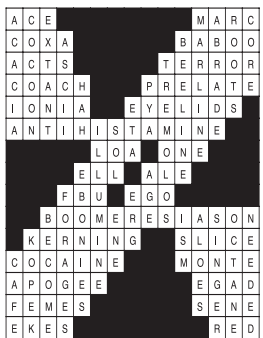 ACE MARC
COXA BABOO
ACTS TERROR
COACH PRELATE
IONIA EYELIDS
ANTIHISTAMINE
LOA ONE
ELL ALE
FBU EGO
BOOMERESIASON
KERNING SLICE
COCAINE MONTE
APOGEE EGAD
FEMES SENE
EKES RED